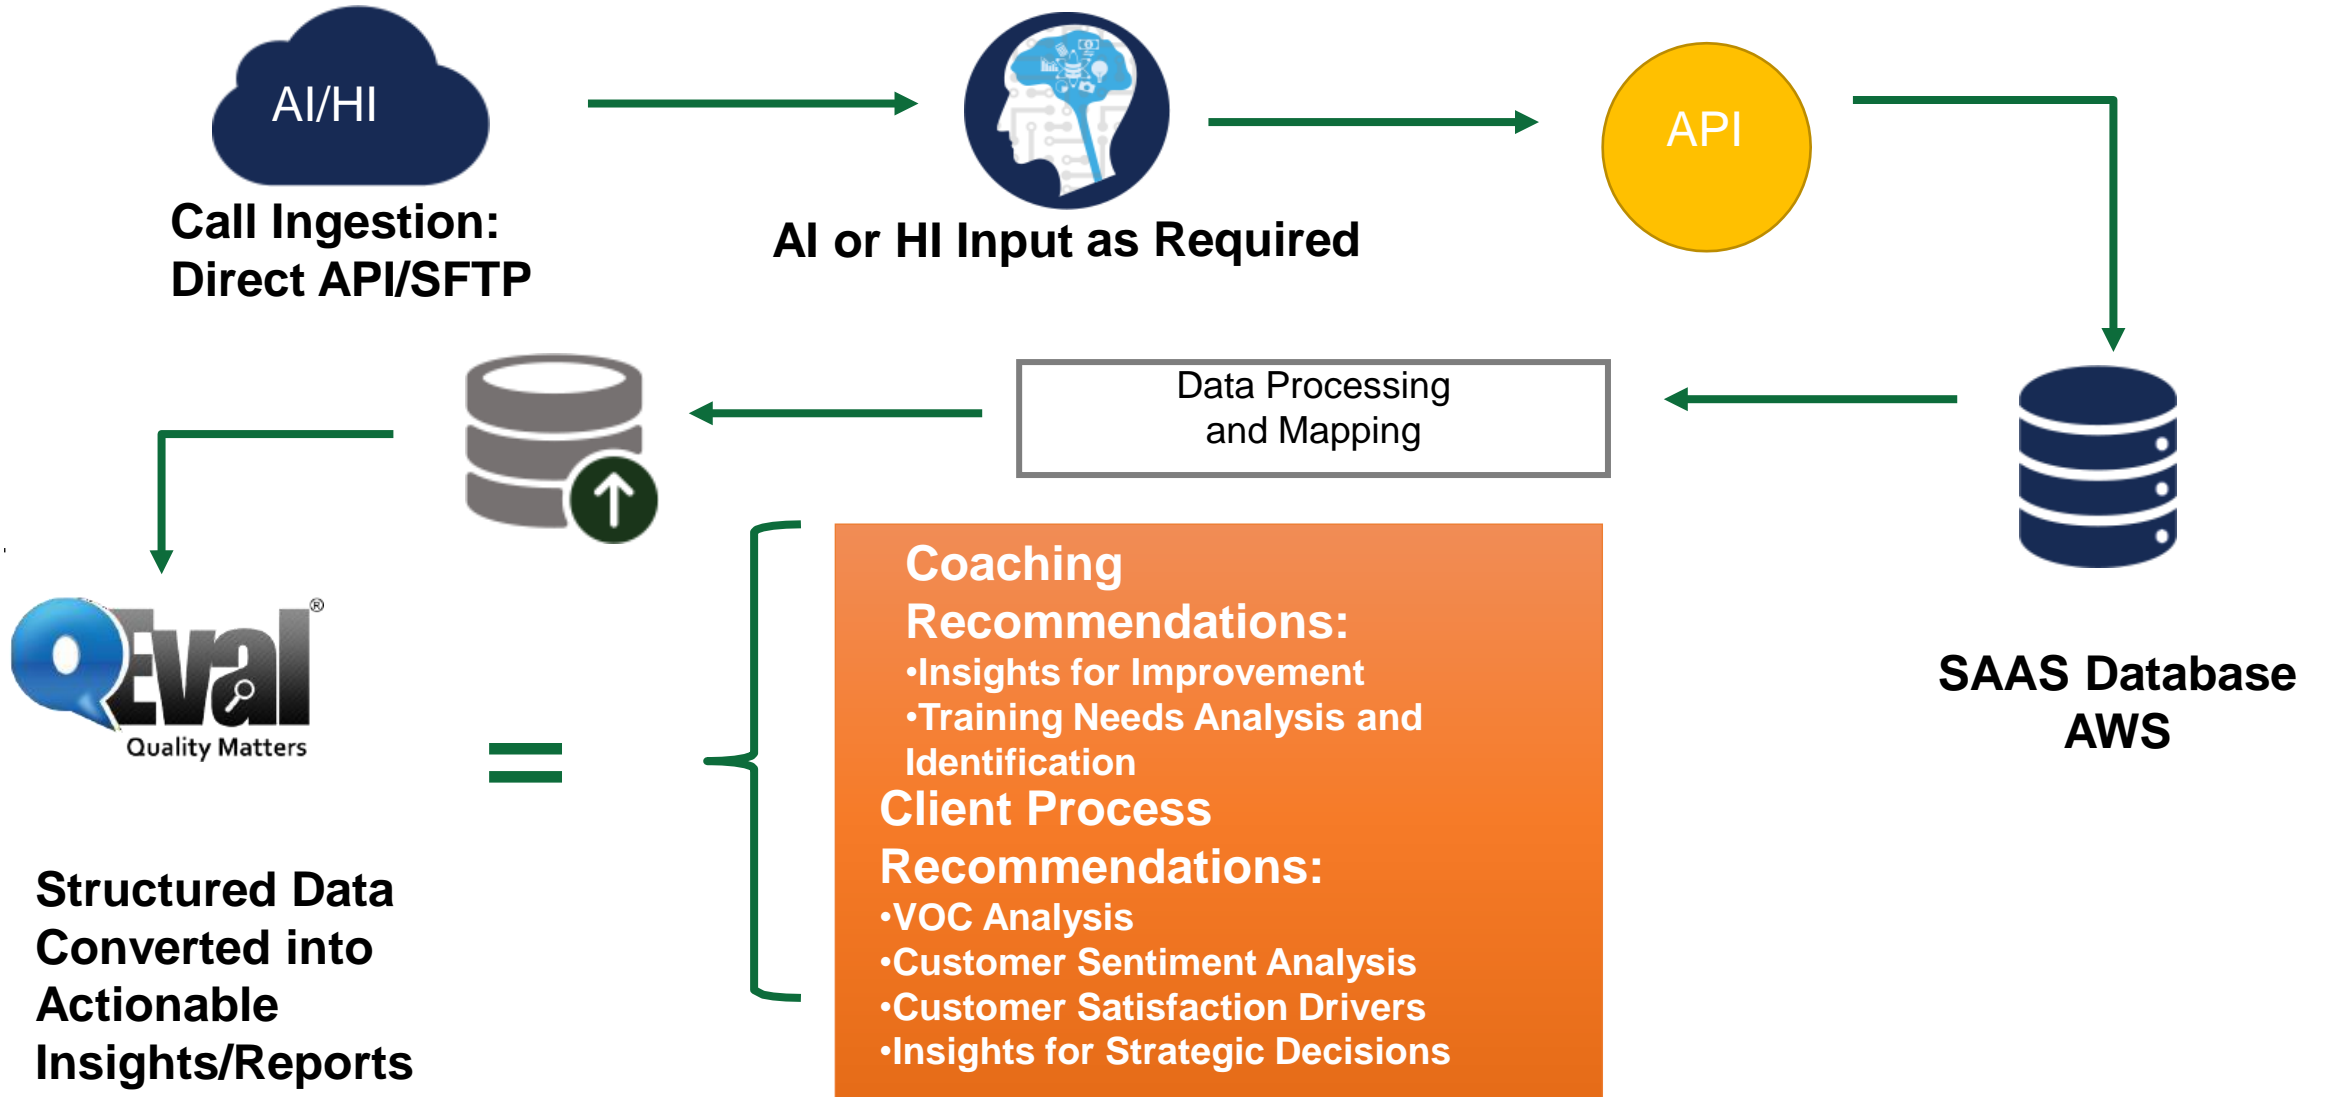 AI/HI
Call Ingestion:
Direct API/SFTP
AI or HI Input as Required
API
Data Processing
and Mapping
SAAS Database
AWS
QEval®
Quality Matters
=
Structured Data
Converted into
Actionable
Insights/Reports
Coaching
Recommendations:
•Insights for Improvement
•Training Needs Analysis and
Identification
Client Process
Recommendations:
•VOC Analysis
•Customer Sentiment Analysis
•Customer Satisfaction Drivers
•Insights for Strategic Decisions